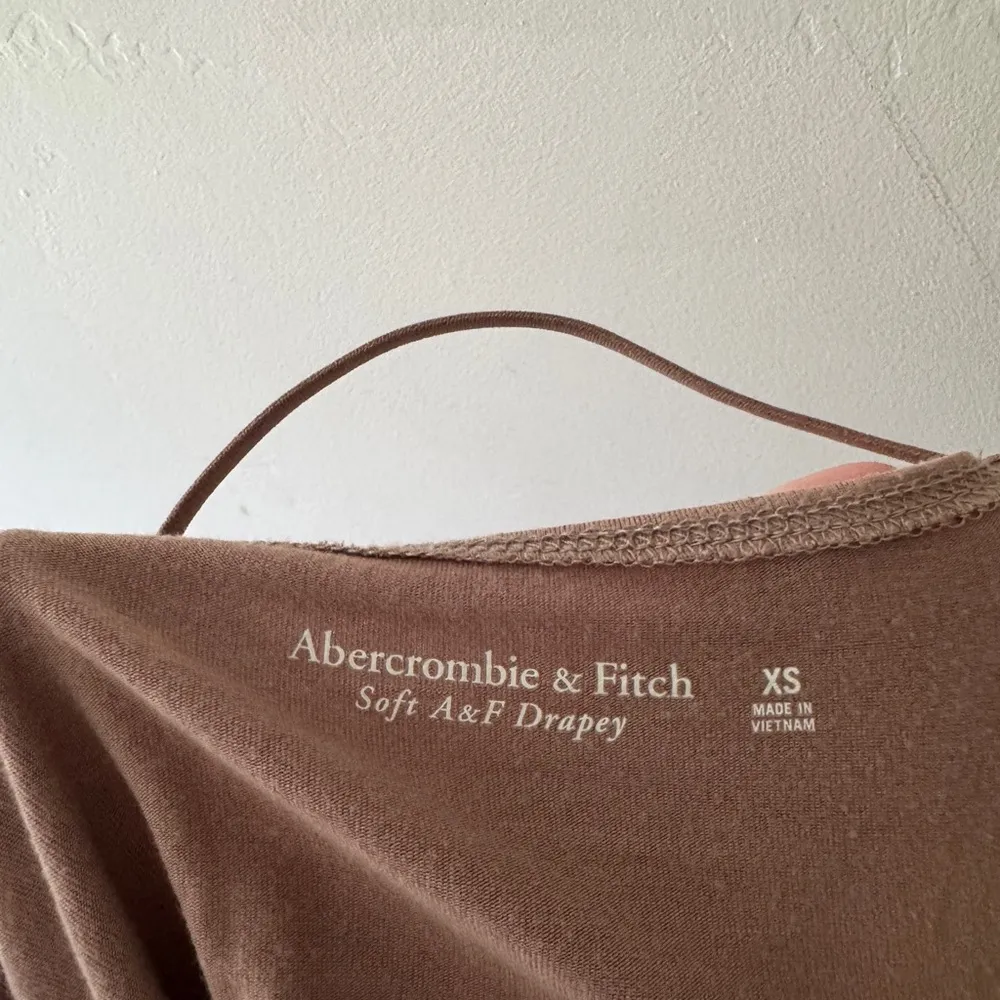 Abercrombie & Fitch
Soft A&F Drapey
XS
MADE IN
VIETNAM